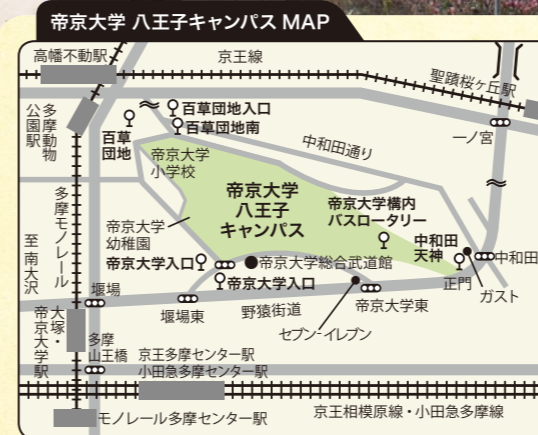 帝京大学 八王子キャンパス MAP
高幡不動駅
京王線
聖蹟桜ヶ丘駅
多摩動物
公園駅
百草
団地
百草団地入口
百草団地南
一ノ宮
中和田通り
帝京大学
小学校
帝京大学
八王子
キャンパス
帝京大学構内
バスロータリー
多摩モノレール
至 南大沢
帝京大学
幼稚園
中和田
天神
中和田
帝京大学入口
帝京大学総合武道館
正門
ガスト
堰場
帝京大学入口
堰場東
野猿街道
帝京大学東
セブン-イレブン
大塚・
帝京大学駅
多摩
山王橋
京王多摩センター駅
小田急多摩センター駅
モノレール多摩センター駅
京王相模原線・小田急多摩線